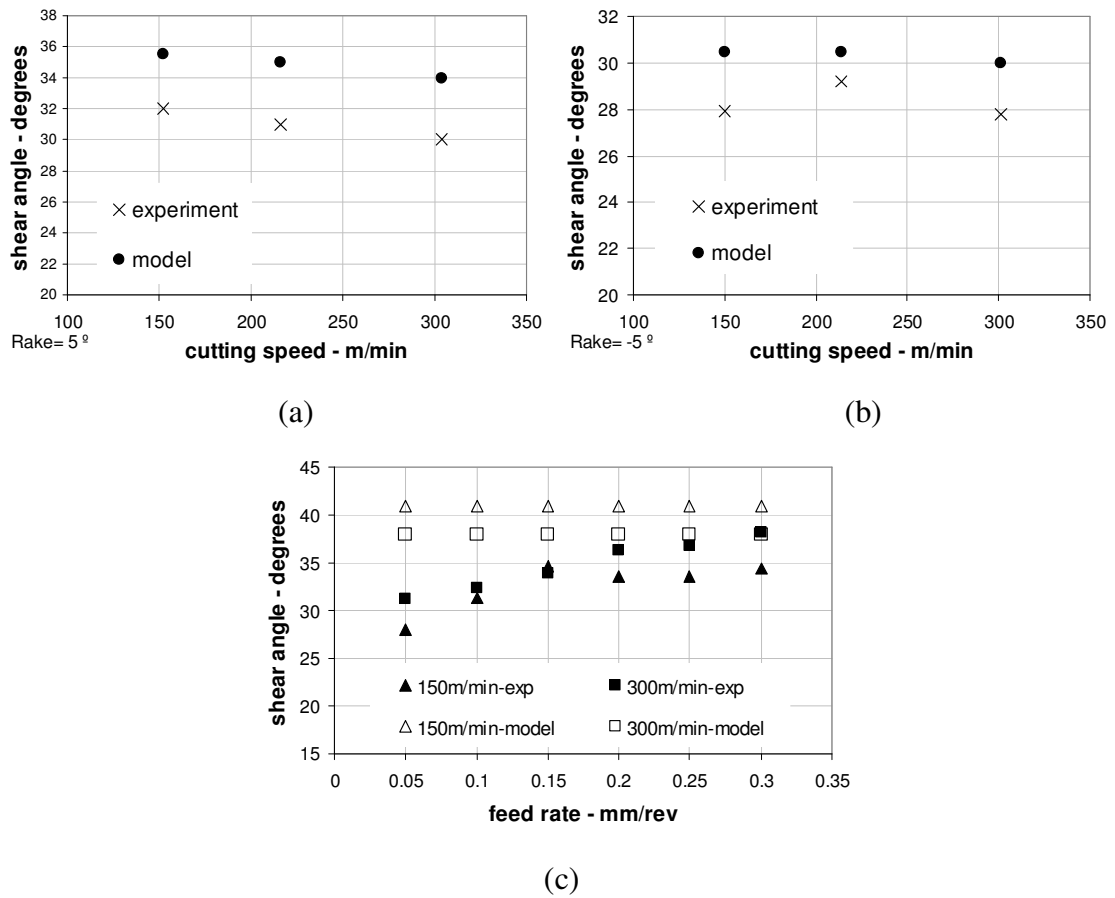 38
36
34
32
30
28
26
24
22
20
shear angle - degrees
× experiment
● model
100 150 200 250 300 350
Rake= 5 º
cutting speed - m/min
(a)
32
30
28
26
24
22
20
shear angle - degrees
× experiment
● model
100 150 200 250 300 350
Rake= -5 º
cutting speed - m/min
(b)
45
40
35
30
25
20
15
shear angle - degrees
▲ 150m/min-exp ■ 300m/min-exp
△ 150m/min-model □ 300m/min-model
0 0.05 0.1 0.15 0.2 0.25 0.3 0.35
feed rate - mm/rev
(c)